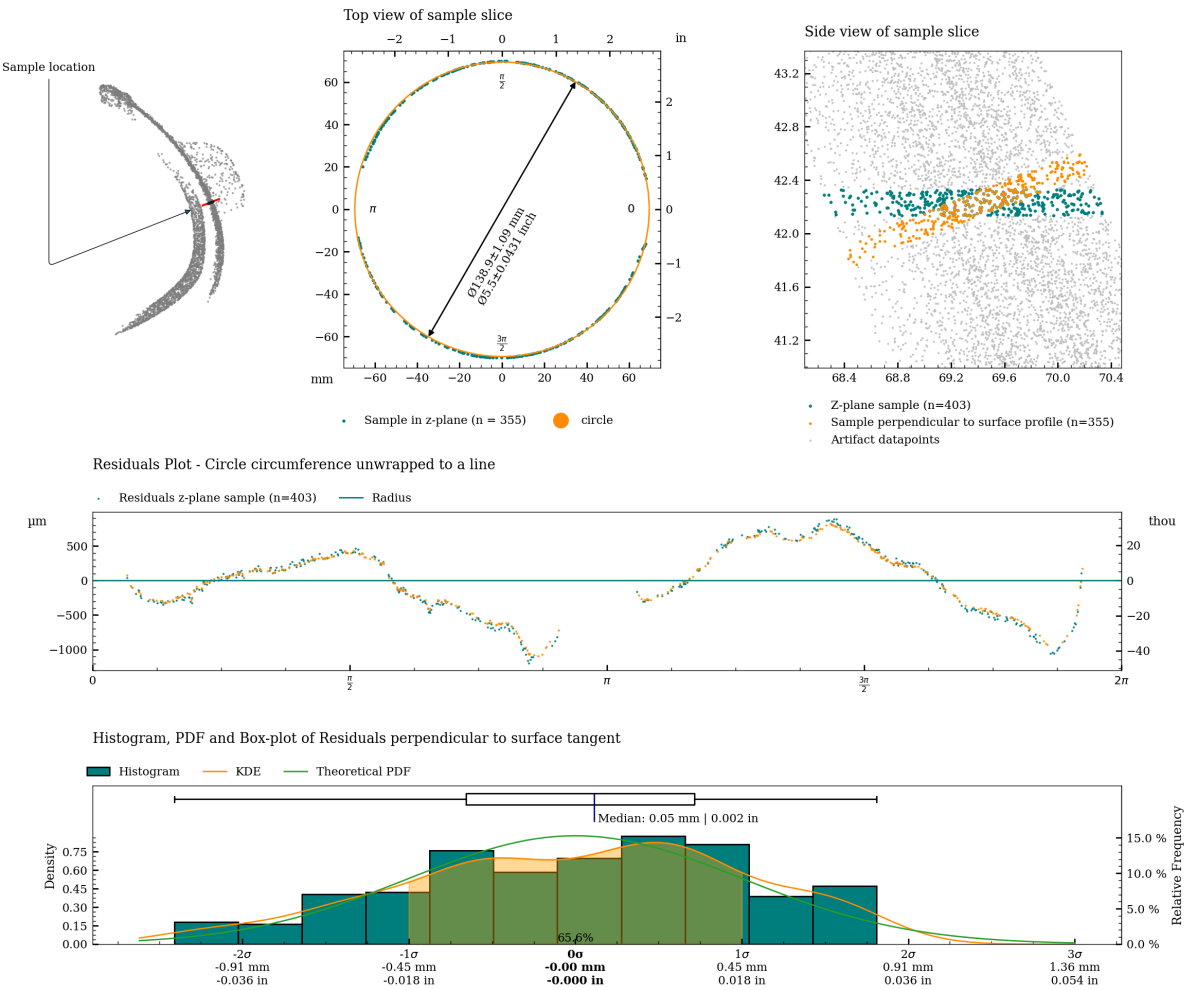 Top view of sample slice
−2 −1 0 1 2 in
Side view of sample slice
Sample location
60
40
20
0
−20
−40
−60
π/2
π
0
3π/2
Ø138.9±1.09 mm
Ø5.5±0.0431 inch
2
1
0
−1
−2
mm −60 −40 −20 0 20 40 60
Sample in z-plane (n = 355) circle
43.2
42.8
42.4
42.0
41.6
41.2
68.4 68.8 69.2 69.6 70.0 70.4
Z-plane sample (n=403)
Sample perpendicular to surface profile (n=355)
Artifact datapoints
Residuals Plot - Circle circumference unwrapped to a line
Residuals z-plane sample (n=403) Radius
µm
thou
500
0
−500
−1000
20
0
−20
−40
0 π/2 π 3π/2 2π
Histogram, PDF and Box-plot of Residuals perpendicular to surface tangent
Histogram KDE Theoretical PDF
Median: 0.05 mm | 0.002 in
Density
0.75
0.60
0.45
0.30
0.15
0.00
65.6%
15.0 %
10.0 %
5.0 %
0.0 %
Relative Frequency
-2σ -1σ 0σ 1σ 2σ 3σ
-0.91 mm -0.45 mm -0.00 mm 0.45 mm 0.91 mm 1.36 mm
-0.036 in -0.018 in -0.000 in 0.018 in 0.036 in 0.054 in